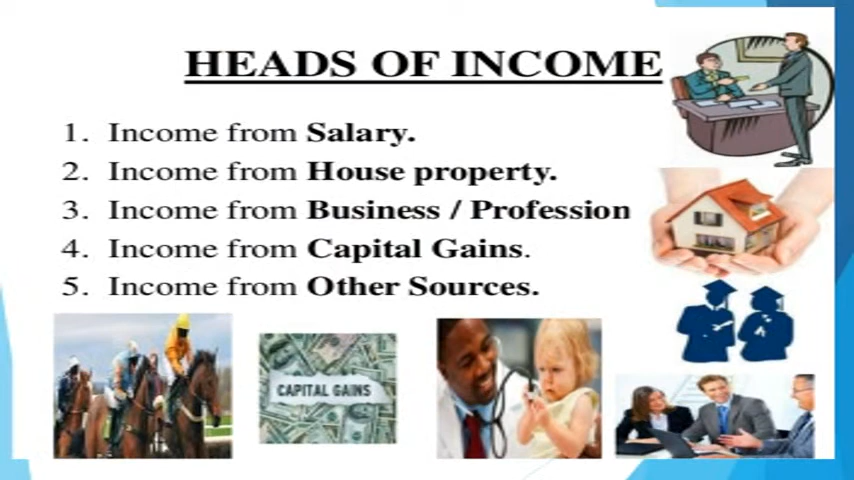 HEADS OF INCOME
1. Income from Salary.
2. Income from House property.
3. Income from Business / Profession
4. Income from Capital Gains.
5. Income from Other Sources.
CAPITAL GAINS